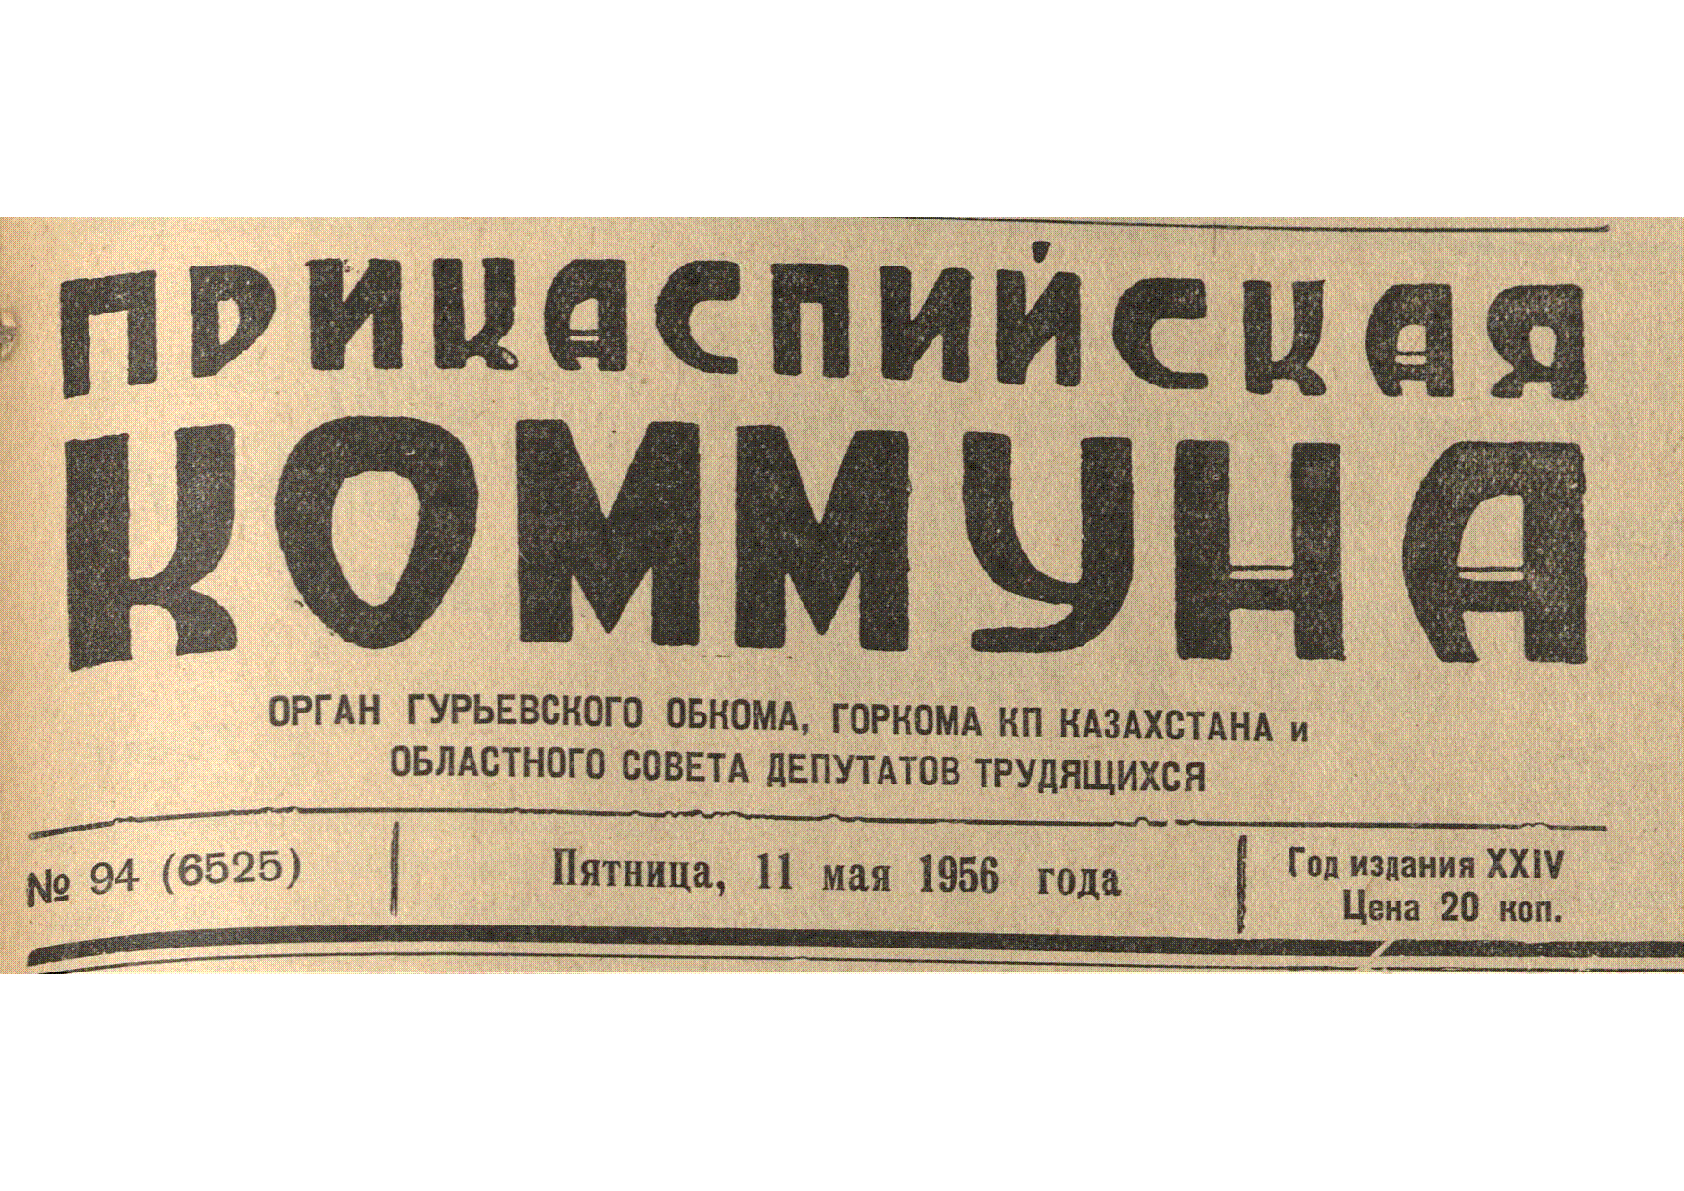 ПРИКАСПИЙСКАЯ
КОММУНА
ОРГАН ГУРЬЕВСКОГО ОБКОМА, ГОРКОМА КП КАЗАХСТАНА и
ОБЛАСТНОГО СОВЕТА ДЕПУТАТОВ ТРУДЯЩИХСЯ
№ 94 (6525)
Пятница, 11 мая 1956 года
Год издания XXIV
Цена 20 коп.